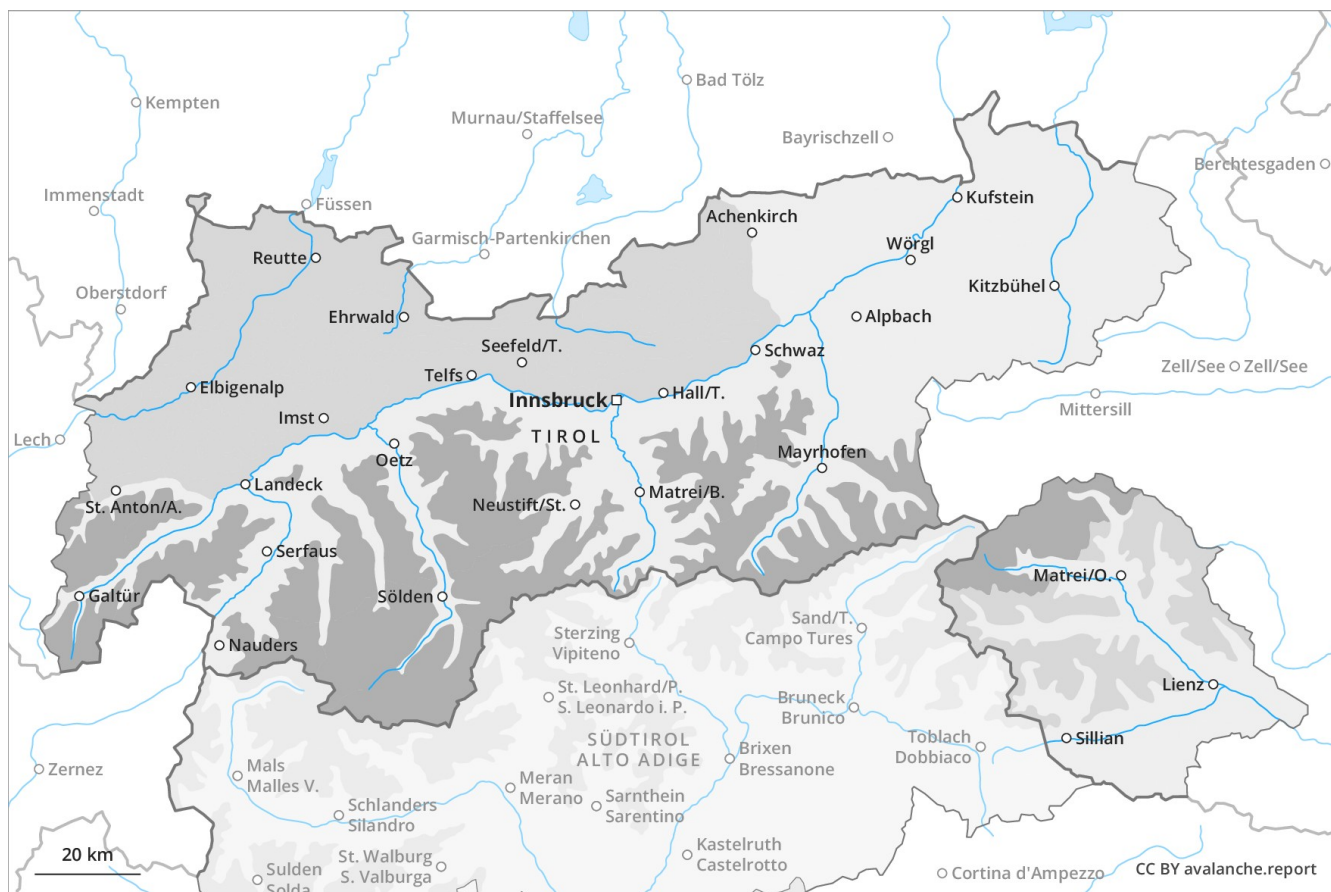 Bad Tölz
Kempten
Murnau/Staffelsee
Bayrischzell
Berchtesgaden
Immenstadt
Füssen
Kufstein
Achenkirch
Garmisch-Partenkirchen
Wörgl
Reutte
Kitzbühel
Oberstdorf
Ehrwald
Alpbach
Seefeld/T.
Schwaz
Zell/See
Zell/See
Telfs
Elbigenalp
Hall/T.
Innsbruck
Mittersill
Imst
Lech
TIROL
Oetz
Mayrhofen
Landeck
Matrei/B.
St. Anton/A.
Neustift/St.
Serfaus
Matrei/O.
Galtür
Sölden
Sand/T.
Campo Tures
Sterzing
Vipiteno
Nauders
Lienz
St. Leonhard/P.
S. Leonardo i. P.
Bruneck
Brunico
SÜDTIROL
ALTO ADIGE
Sillian
Toblach
Dobbiaco
Brixen
Bressanone
Zernez
Mals
Malles V.
Meran
Merano
Sarnthein
Sarentino
Schlanders
Silandro
Kastelruth
Castelrotto
20 km
St. Walburg
S. Valburga
Sulden
Solda
Cortina d'Ampezzo
CC BY avalanche.report